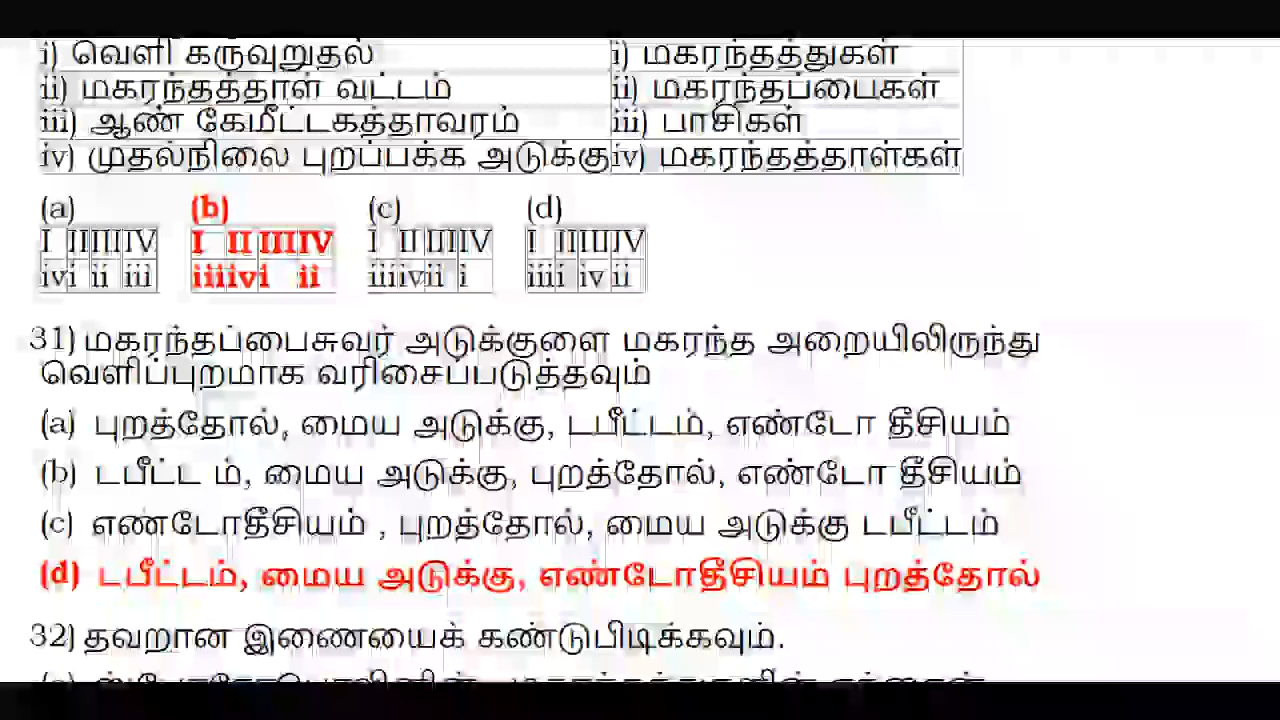 i) வெளி கருவுறுதல் i) மகரந்தத்துகள்
ii) மகரந்தத்தாள் வட்டம் ii) மகரந்தப்பைகள்
iii) ஆண் கேமீட்டகத்தாவரம் iii) பாசிகள்
iv) முதல்நிலை புறப்பக்க அடுக்கு iv) மகரந்தத்தாள்கள்
(a) (b) (c) (d)
I II III IV I II III IV I II III IV I II III IV
iv i ii iii iii iv i ii iii iv ii i iii i iv ii
31) மகரந்தப்பைசுவர் அடுக்குளை மகரந்த அறையிலிருந்து
வெளிப்புறமாக வரிசைப்படுத்தவும்
(a) புறத்தோல், மைய அடுக்கு, டபீட்டம், எண்டோ தீசியம்
(b) டபீட்ட ம், மைய அடுக்கு, புறத்தோல், எண்டோ தீசியம்
(c) எண்டோதீசியம் , புறத்தோல், மைய அடுக்கு டபீட்டம்
(d) டபீட்டம், மைய அடுக்கு, எண்டோதீசியம் புறத்தோல்
32) தவறான இணையைக் கண்டுபிடிக்கவும்.